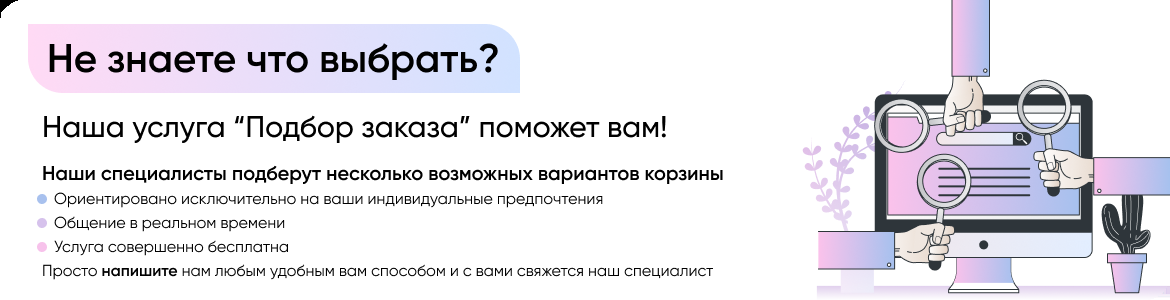 Не знаете что выбрать?
Наша услуга “Подбор заказа” поможет вам!
Наши специалисты подберут несколько возможных вариантов корзины
Ориентировано исключительно на ваши индивидуальные предпочтения
Общение в реальном времени
Услуга совершенно бесплатна
Просто напишите нам любым удобным вам способом и с вами свяжется наш специалист